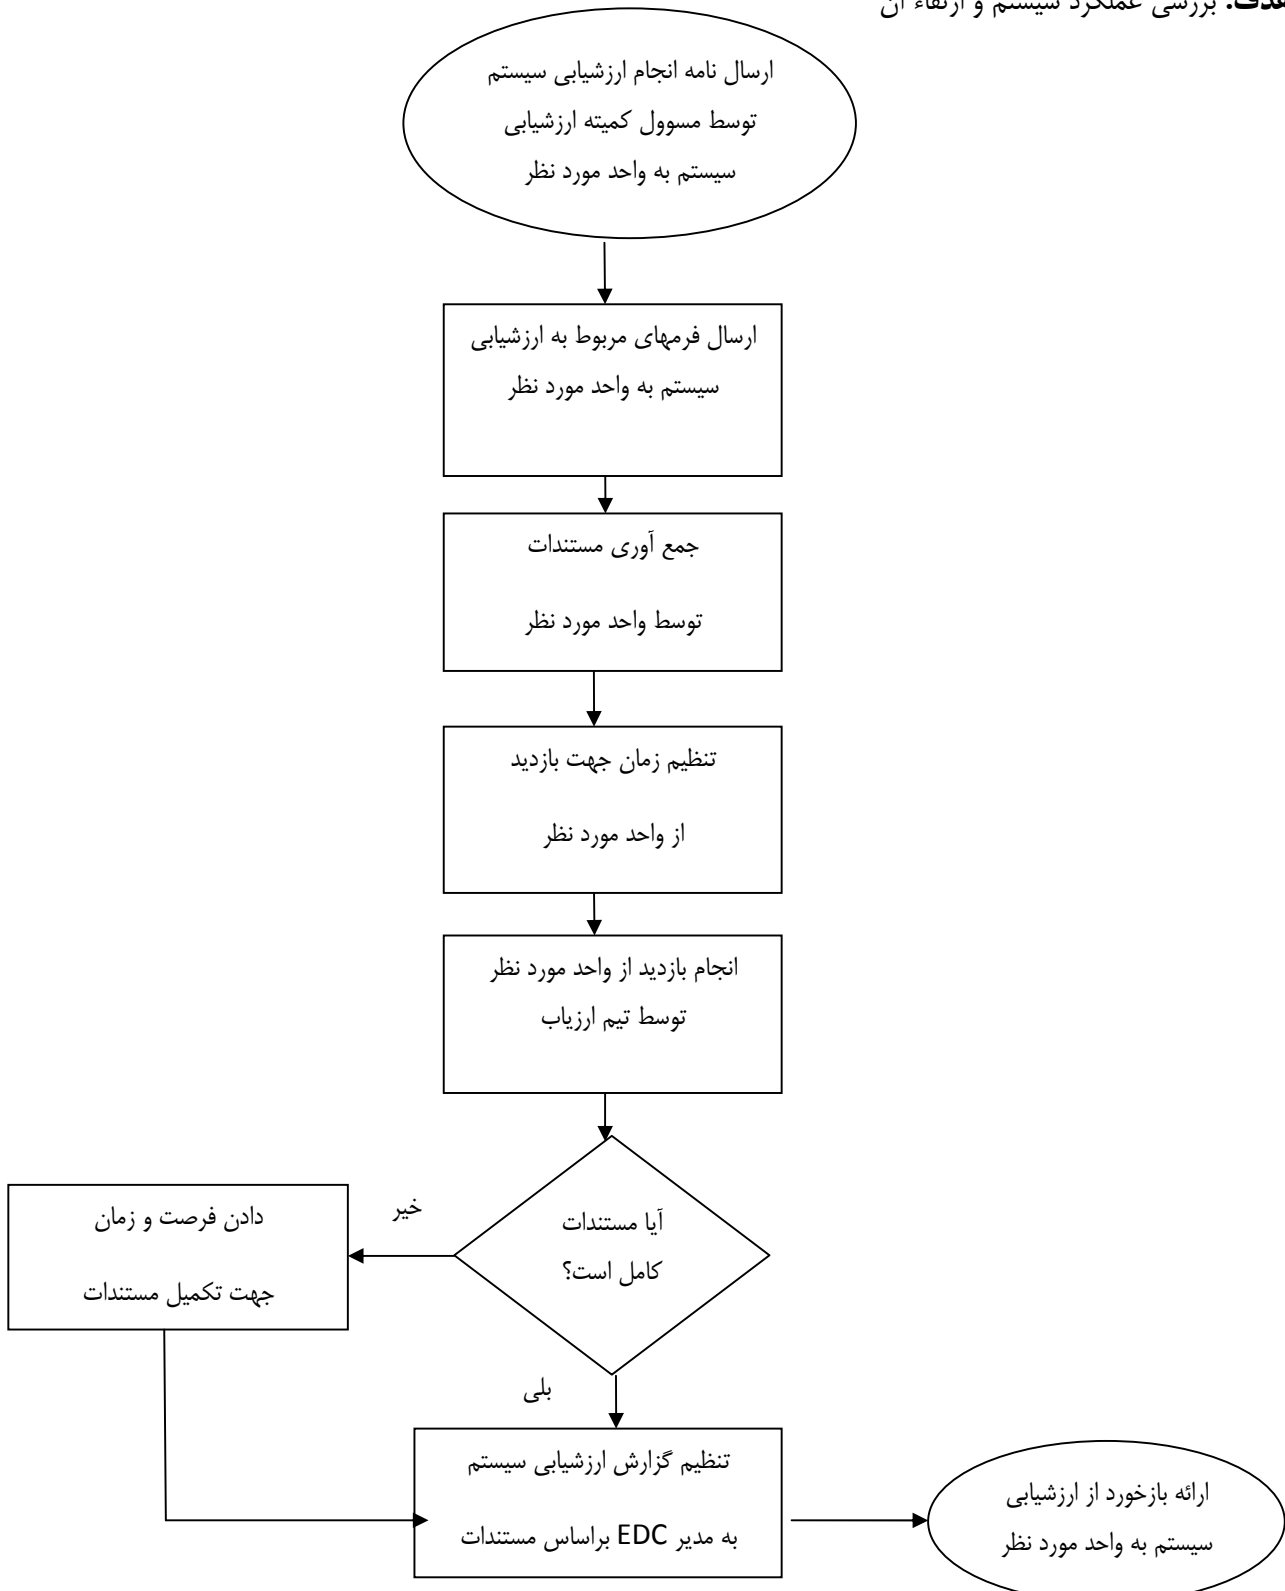 هدف: بررسی عملکرد سیستم و ارتقاء آن
ارسال نامه انجام ارزشیابی سیستم
توسط مسوول کمیته ارزشیابی
سیستم به واحد مورد نظر
ارسال فرمهای مربوط به ارزشیابی
سیستم به واحد مورد نظر
جمع آوری مستندات
توسط واحد مورد نظر
تنظیم زمان جهت بازدید
از واحد مورد نظر
انجام بازدید از واحد مورد نظر
توسط تیم ارزیاب
آیا مستندات
کامل است؟
خیر
دادن فرصت و زمان
جهت تکمیل مستندات
بلی
تنظیم گزارش ارزشیابی سیستم
به مدیر EDC براساس مستندات
ارائه بازخورد از ارزشیابی
سیستم به واحد مورد نظر